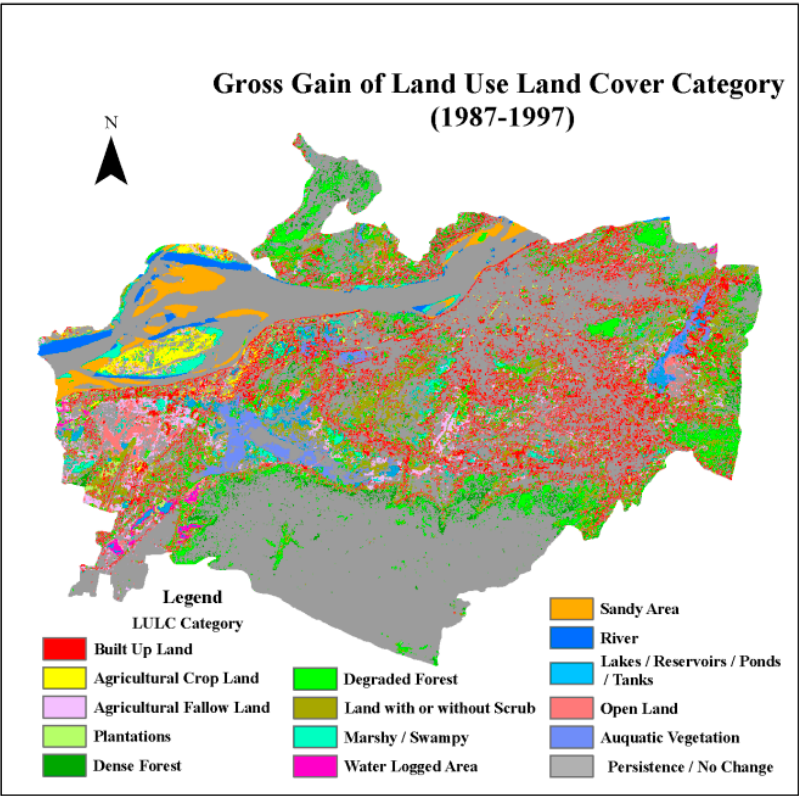 Gross Gain of Land Use Land Cover Category
(1987-1997)
N
Legend
LULC Category
Built Up Land
Agricultural Crop Land
Agricultural Fallow Land
Plantations
Dense Forest
Degraded Forest
Land with or without Scrub
Marshy / Swampy
Water Logged Area
Sandy Area
River
Lakes / Reservoirs / Ponds
/ Tanks
Open Land
Auquatic Vegetation
Persistence / No Change